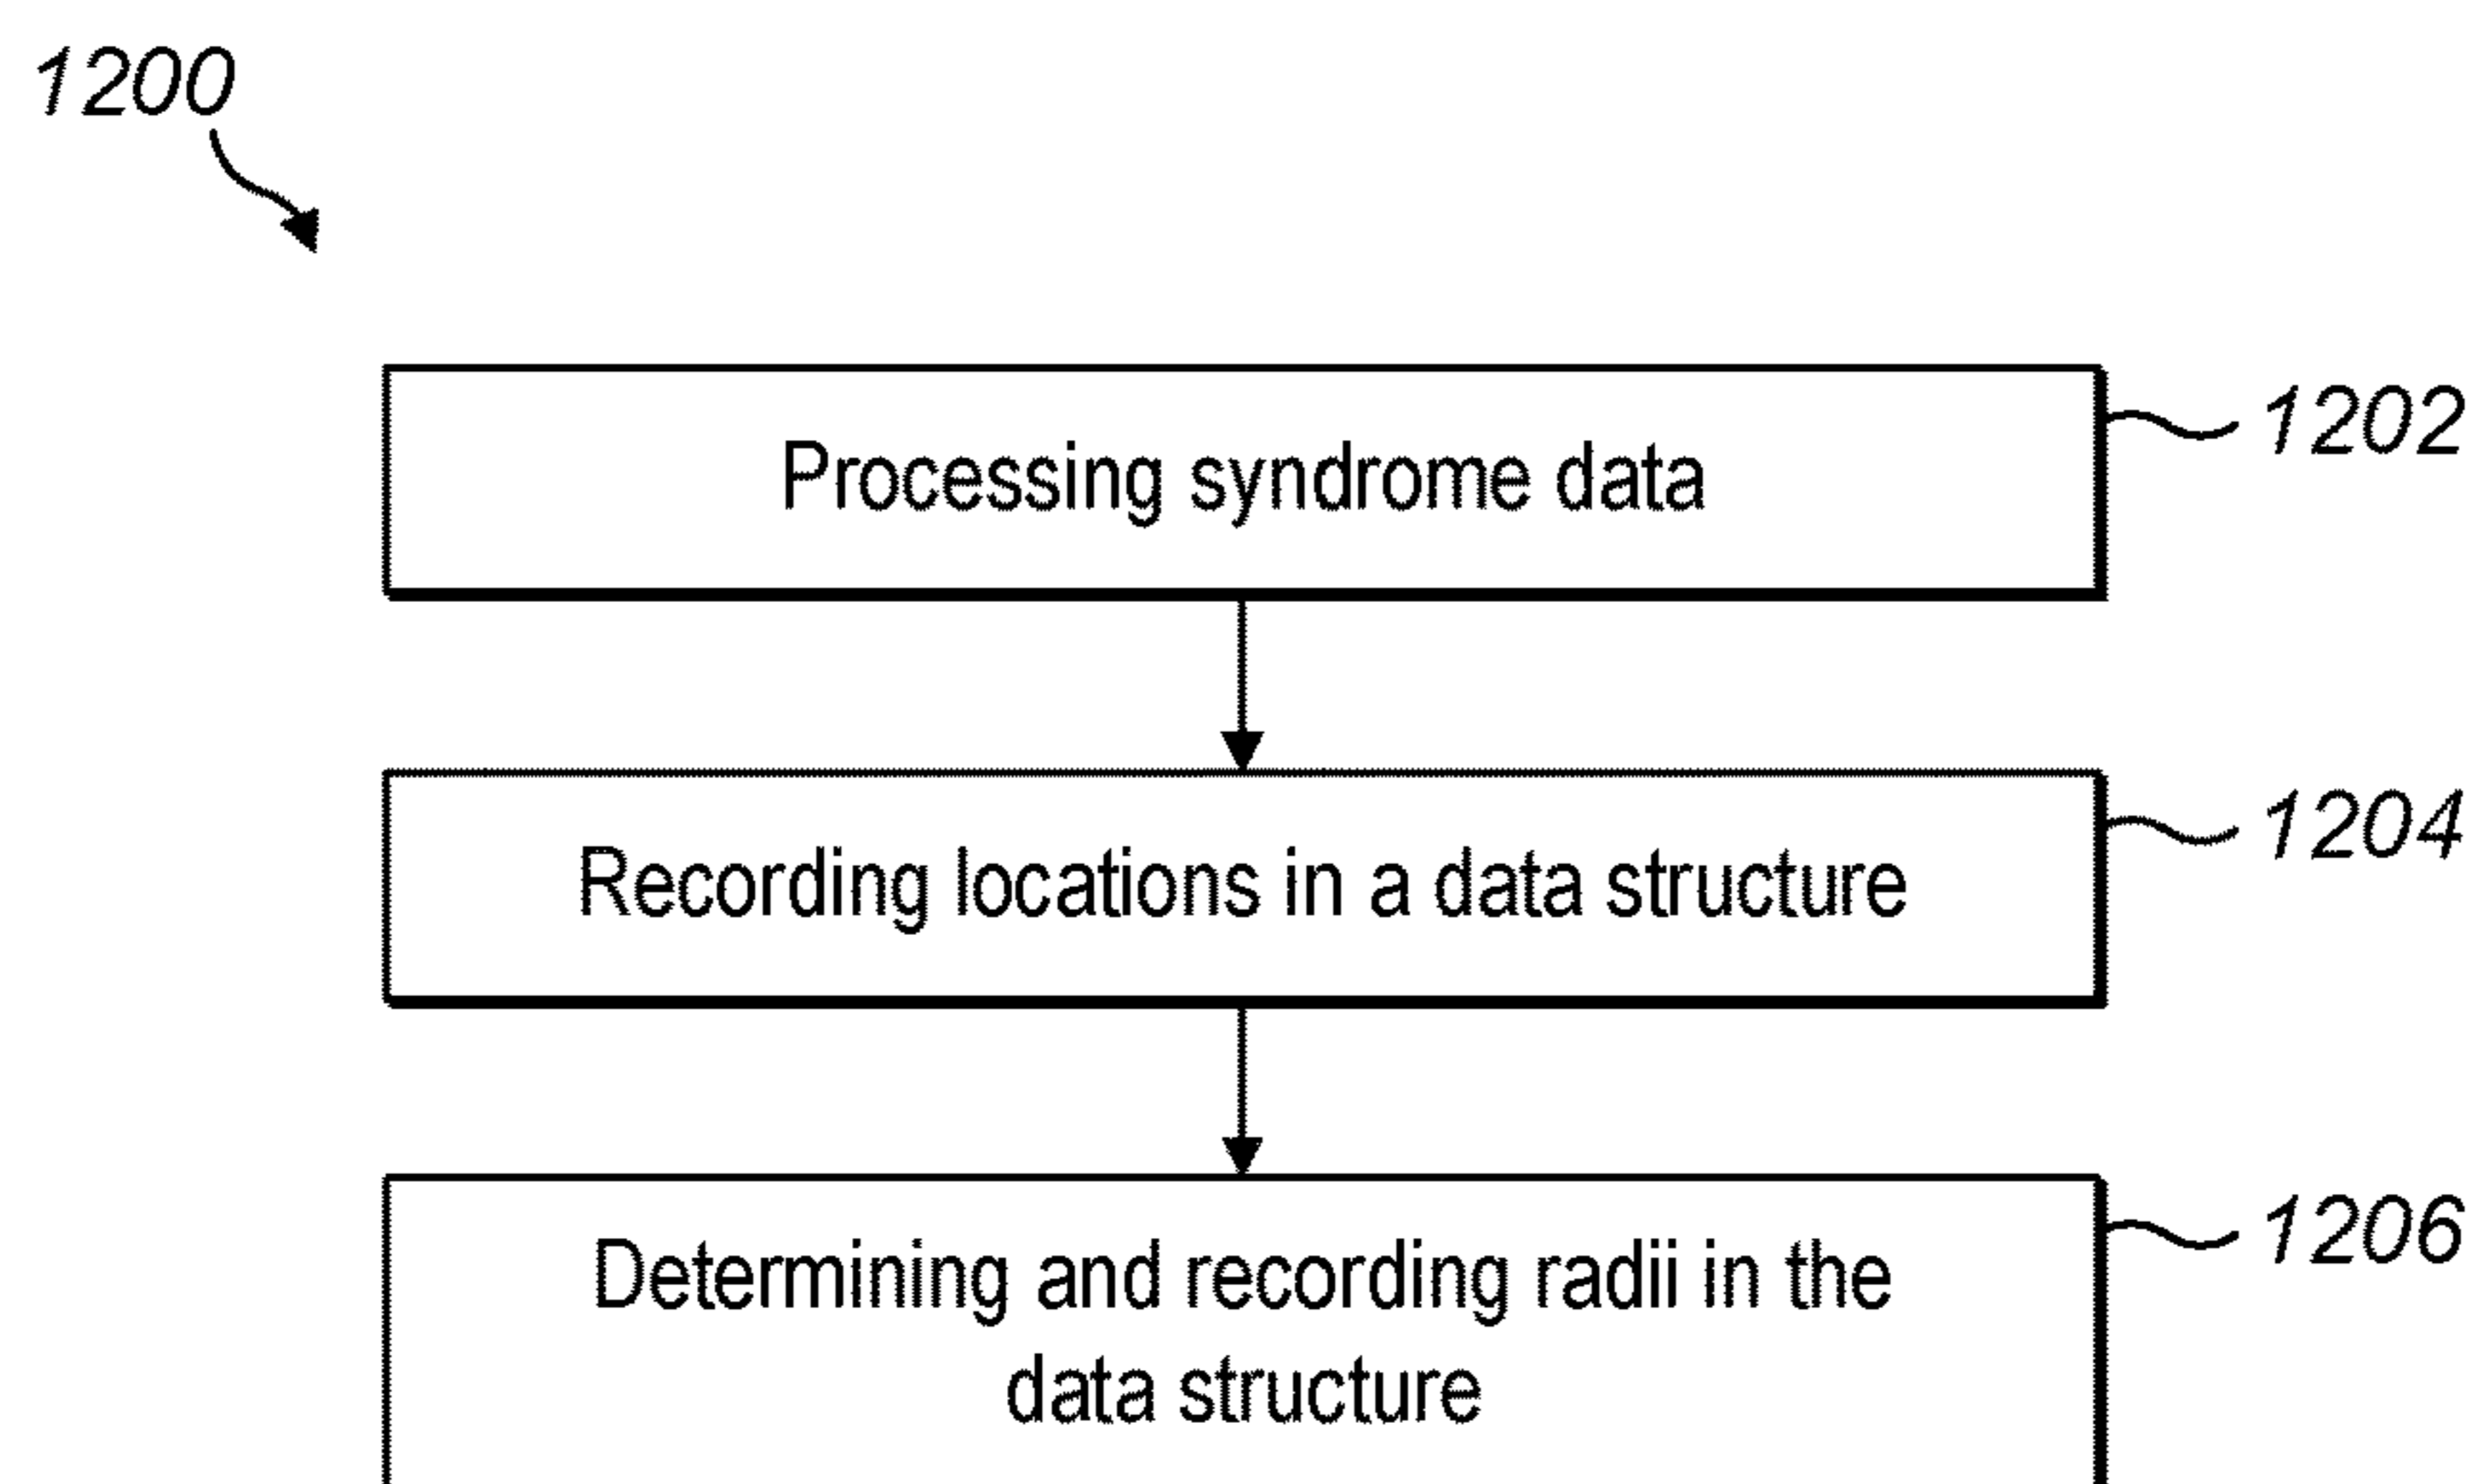 1200
Processing syndrome data
1202
Recording locations in a data structure
1204
Determining and recording radii in the
data structure
1206